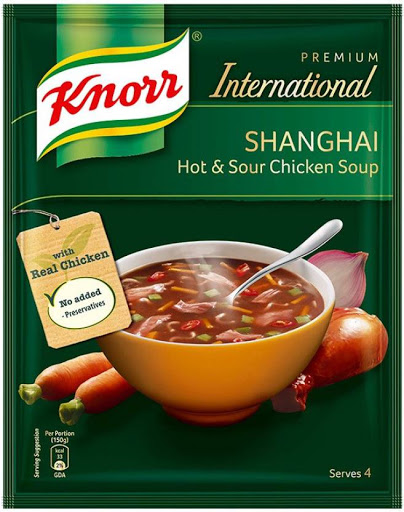 Knorr®
PREMIUM
International
SHANGHAI
Hot & Sour Chicken Soup
with
Real Chicken
No added
- Preservatives
Serving Suggestion
Per Portion
(150g)
kcal
33
2%
GDA
Serves 4